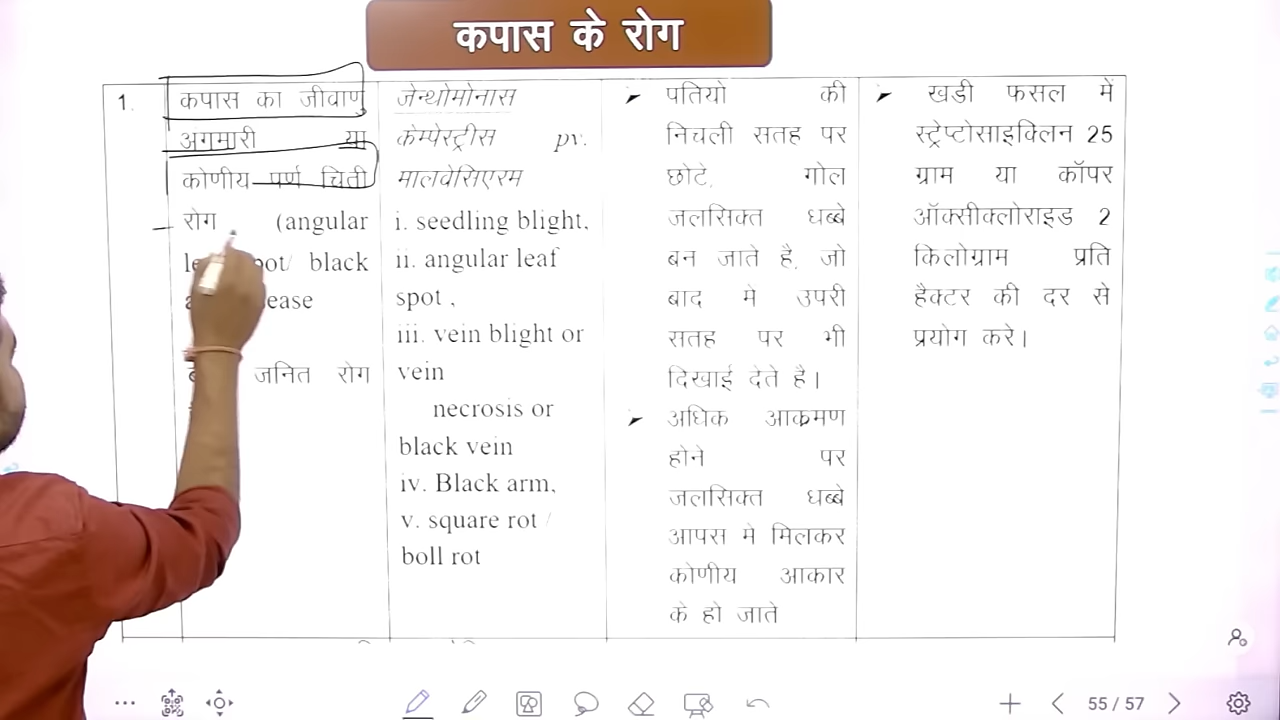 कपास के रोग
1.
कपास का जीवाणु
अगमारी या
कोणीय पर्ण चिती
रोग (angular
black
ease
जनित रोग
जेन्थोमोनास
केम्पेस्ट्रीस pv.
मालवेसिएरम
i. seedling blight,
ii. angular leaf
spot ,
iii. vein blight or
vein
necrosis or
black vein
iv. Black arm,
v. square rot /
boll rot
➤ पतियो की
निचली सतह पर
छोटे, गोल
जलसिक्त धब्बे
बन जाते है, जो
बाद मे उपरी
सतह पर भी
दिखाई देते है।
➤ अधिक आक्रमण
होने पर
जलसिक्त धब्बे
आपस मे मिलकर
कोणीय आकार
के हो जाते
➤ खडी फसल में
स्ट्रेप्टोसाइक्लिन 25
ग्राम या कॉपर
ऑक्सीक्लोराइड 2
किलोग्राम प्रति
हैक्टर की दर से
प्रयोग करे।
55 / 57